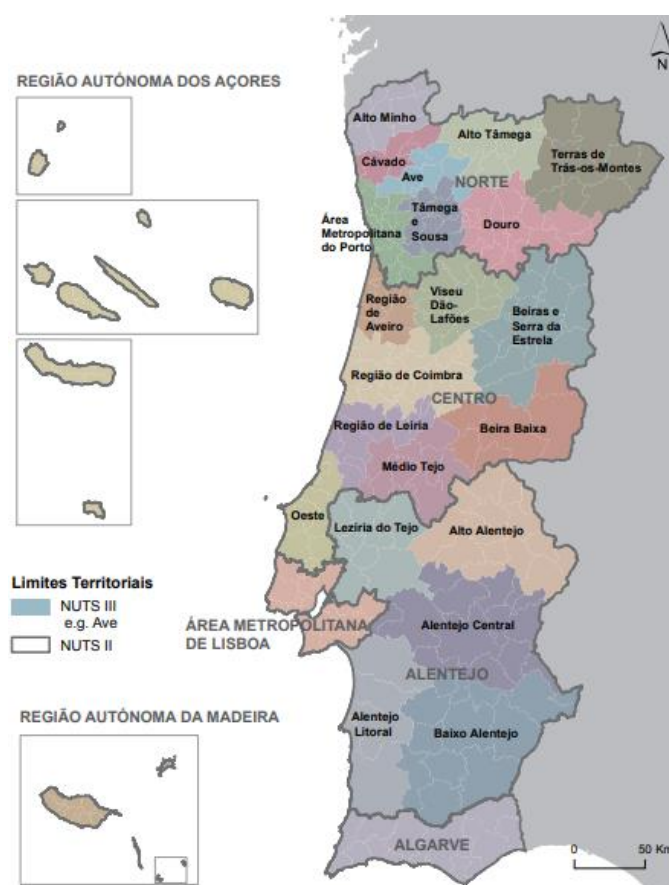 N
REGIÃO AUTÓNOMA DOS AÇORES
Alto Minho
Alto Tâmega
Terras de
Trás-os-Montes
Cávado
Ave
NORTE
Tâmega
e
Sousa
Douro
Área
Metropolitana
do Porto
Região
de
Aveiro
Viseu
Dão-
Lafões
Beiras e
Serra da
Estrela
Região de Coimbra
CENTRO
Região de Leiria
Beira Baixa
Médio Tejo
Oeste
Lezíria do Tejo
Alto Alentejo
Limites Territoriais
NUTS III
e.g. Ave
NUTS II
ÁREA METROPOLITANA
DE LISBOA
Alentejo Central
ALENTEJO
REGIÃO AUTÓNOMA DA MADEIRA
Alentejo
Litoral
Baixo Alentejo
ALGARVE
0 50 Km